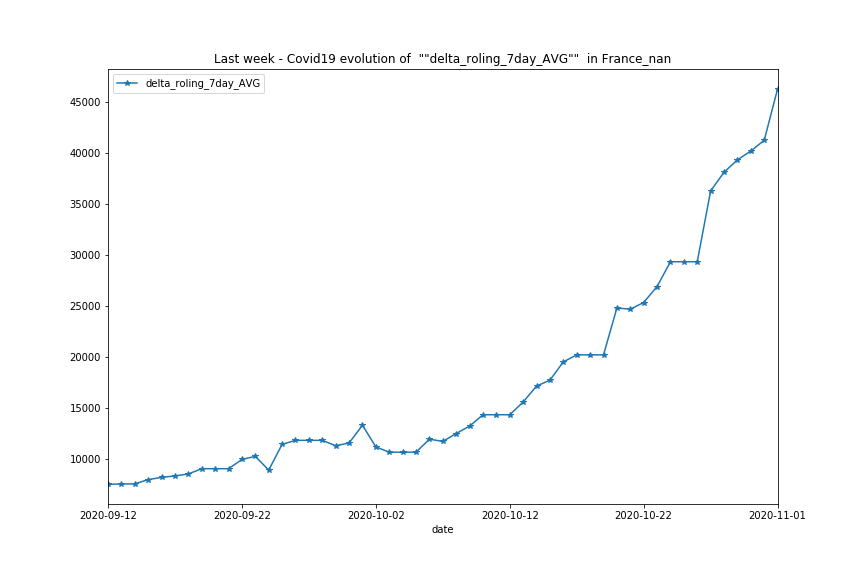 Last week - Covid19 evolution of  ""delta_roling_7day_AVG""  in France_nan
delta_roling_7day_AVG
45000
40000
35000
30000
25000
20000
15000
10000
2020-09-12 2020-09-22 2020-10-02 2020-10-12 2020-10-22 2020-11-01
date